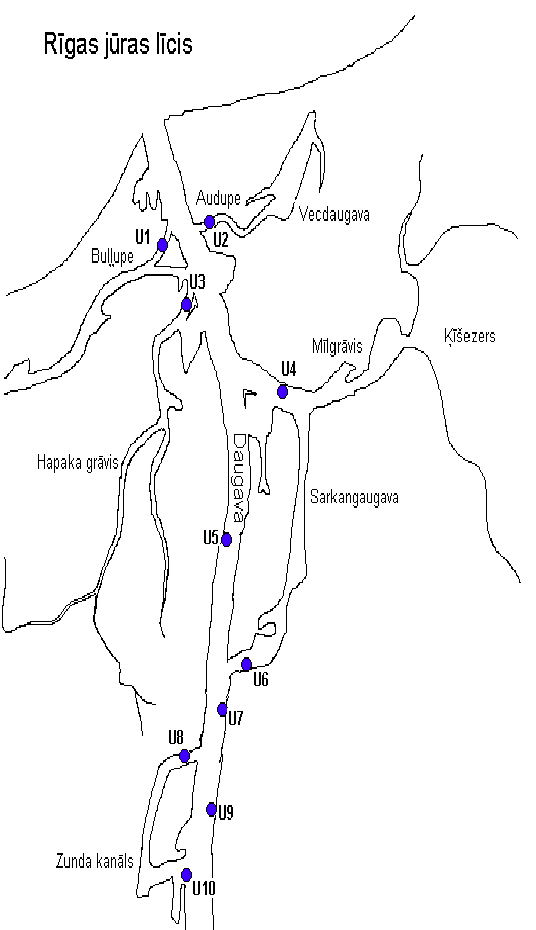 Rīgas jūras līcis
Audupe
Vecdaugava
U1
U2
Buļļupe
U3
Mīlgrāvis
Ķīšezers
U4
Daugava
Hapaka grāvis
Sarkangaugava
U5
U6
U7
U8
U9
Zunda kanāls
U10